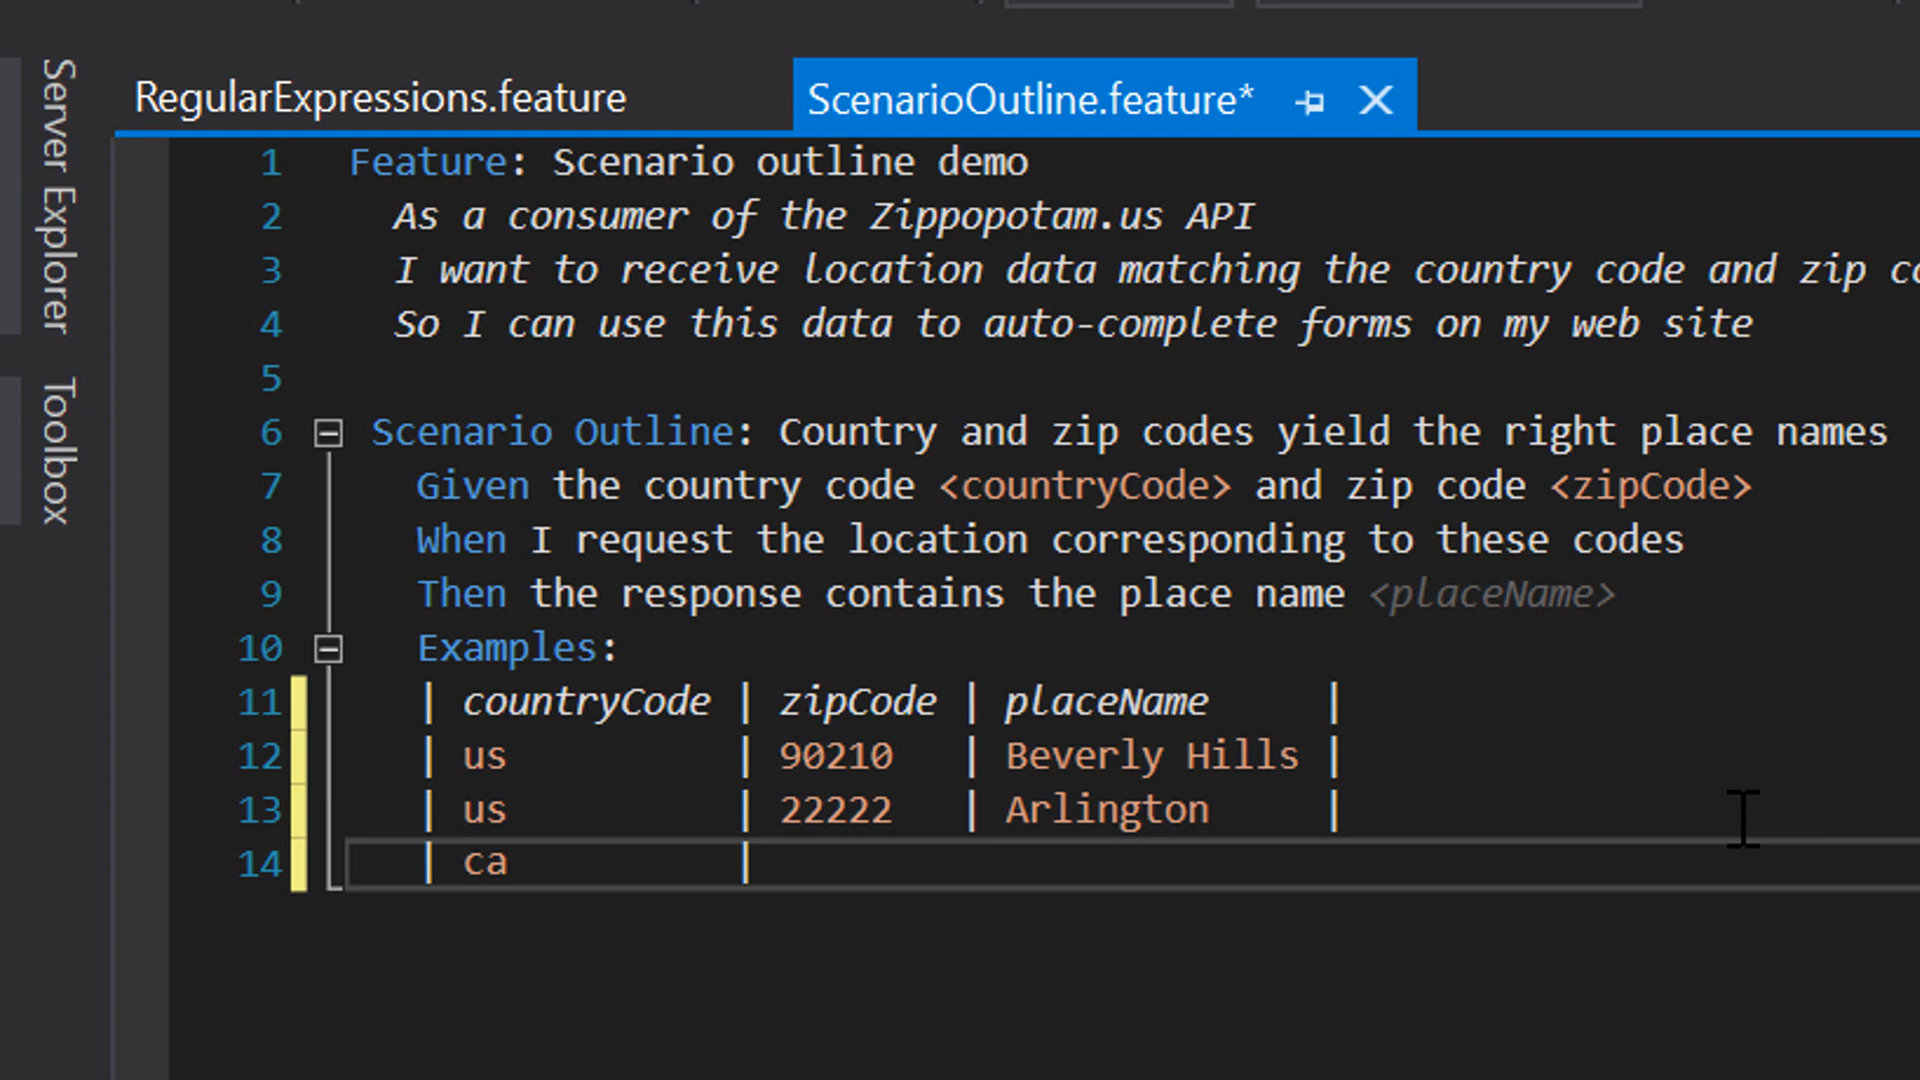 RegularExpressions.feature
ScenarioOutline.feature*
Server Explorer
Toolbox
1 Feature: Scenario outline demo
2 As a consumer of the Zippopotam.us API
3 I want to receive location data matching the country code and zip
4 So I can use this data to auto-complete forms on my web site
5
6 Scenario Outline: Country and zip codes yield the right place names
7 Given the country code <countryCode> and zip code <zipCode>
8 When I request the location corresponding to these codes
9 Then the response contains the place name <placeName>
10 Examples:
11 | countryCode | zipCode | placeName |
12 | us | 90210 | Beverly Hills |
13 | us | 22222 | Arlington |
14 | ca |